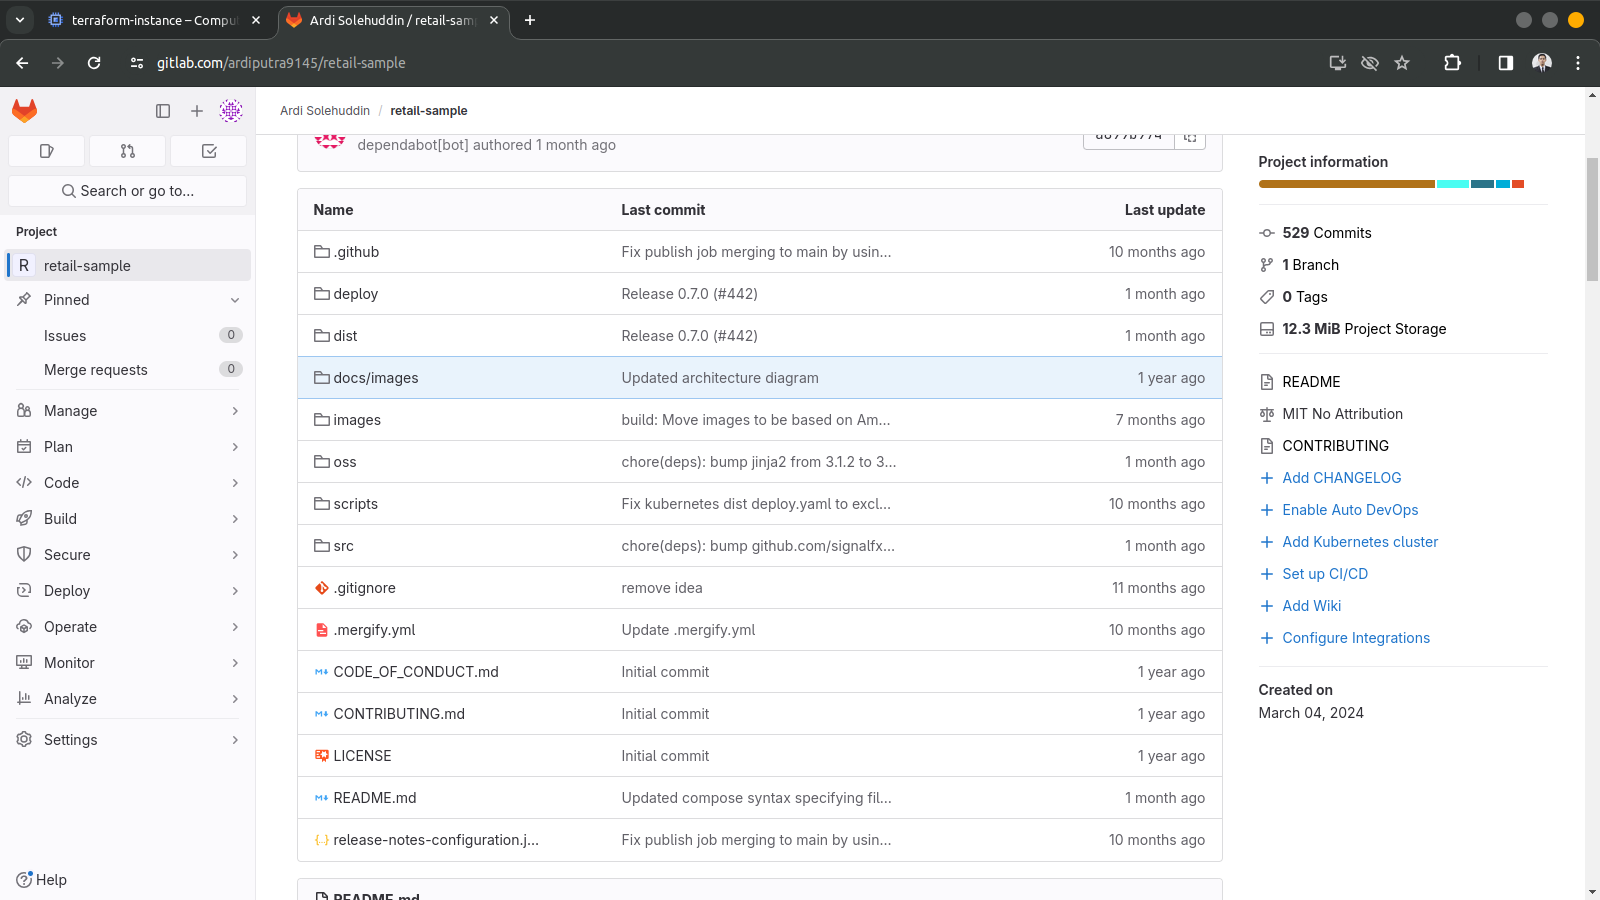 terraform-instance – Compu
Ardi Solehuddin / retail-sam
gitlab.com/ardiputra9145/retail-sample
Ardi Solehuddin / retail-sample
Search or go to...
Project
R retail-sample
Pinned
Issues 0
Merge requests 0
Manage
Plan
Code
Build
Secure
Deploy
Operate
Monitor
Analyze
Settings
Help
dependabot[bot] authored 1 month ago
Name Last commit Last update
.github Fix publish job merging to main by usin... 10 months ago
deploy Release 0.7.0 (#442) 1 month ago
dist Release 0.7.0 (#442) 1 month ago
docs/images Updated architecture diagram 1 year ago
images build: Move images to be based on Am... 7 months ago
oss chore(deps): bump jinja2 from 3.1.2 to 3... 1 month ago
scripts Fix kubernetes dist deploy.yaml to excl... 10 months ago
src chore(deps): bump github.com/signalfx... 1 month ago
.gitignore remove idea 11 months ago
.mergify.yml Update .mergify.yml 10 months ago
CODE_OF_CONDUCT.md Initial commit 1 year ago
CONTRIBUTING.md Initial commit 1 year ago
LICENSE Initial commit 1 year ago
README.md Updated compose syntax specifying fil... 1 month ago
release-notes-configuration.j... Fix publish job merging to main by usin... 10 months ago
README.md
Project information
529 Commits
1 Branch
0 Tags
12.3 MiB Project Storage
README
MIT No Attribution
CONTRIBUTING
Add CHANGELOG
Enable Auto DevOps
Add Kubernetes cluster
Set up CI/CD
Add Wiki
Configure Integrations
Created on
March 04, 2024